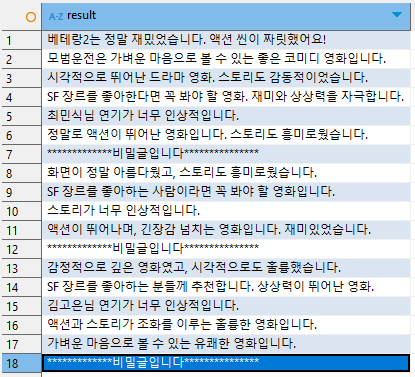 A-Z result
1 베테랑2는 정말 재밌었습니다. 액션 씬이 짜릿했어요!
2 모범운전은 가벼운 마음으로 볼 수 있는 좋은 코미디 영화입니다.
3 시각적으로 뛰어난 드라마 영화. 스토리도 감동적이었습니다.
4 SF 장르를 좋아한다면 꼭 봐야 할 영화. 재미와 상상력을 자극합니다.
5 최민식님 연기가 너무 인상적입니다.
6 정말로 액션이 뛰어난 영화입니다. 스토리도 흥미로웠습니다.
7 *************비밀글입니다***************
8 화면이 정말 아름다웠고, 스토리도 흥미로웠습니다.
9 SF 장르를 좋아하는 사람이라면 꼭 봐야 할 영화입니다.
10 스토리가 너무 인상적입니다.
11 액션이 뛰어나며, 긴장감 넘치는 영화입니다. 재미있었습니다.
12 *************비밀글입니다***************
13 감정적으로 깊은 영화였고, 시각적으로도 훌륭했습니다.
14 SF 장르를 좋아하는 분들께 추천합니다. 상상력이 뛰어난 영화.
15 김고은님 연기가 너무 인상적입니다.
16 액션과 스토리가 조화를 이루는 훌륭한 영화입니다.
17 가벼운 마음으로 볼 수 있는 유쾌한 영화입니다.
18 *************비밀글입니다***************